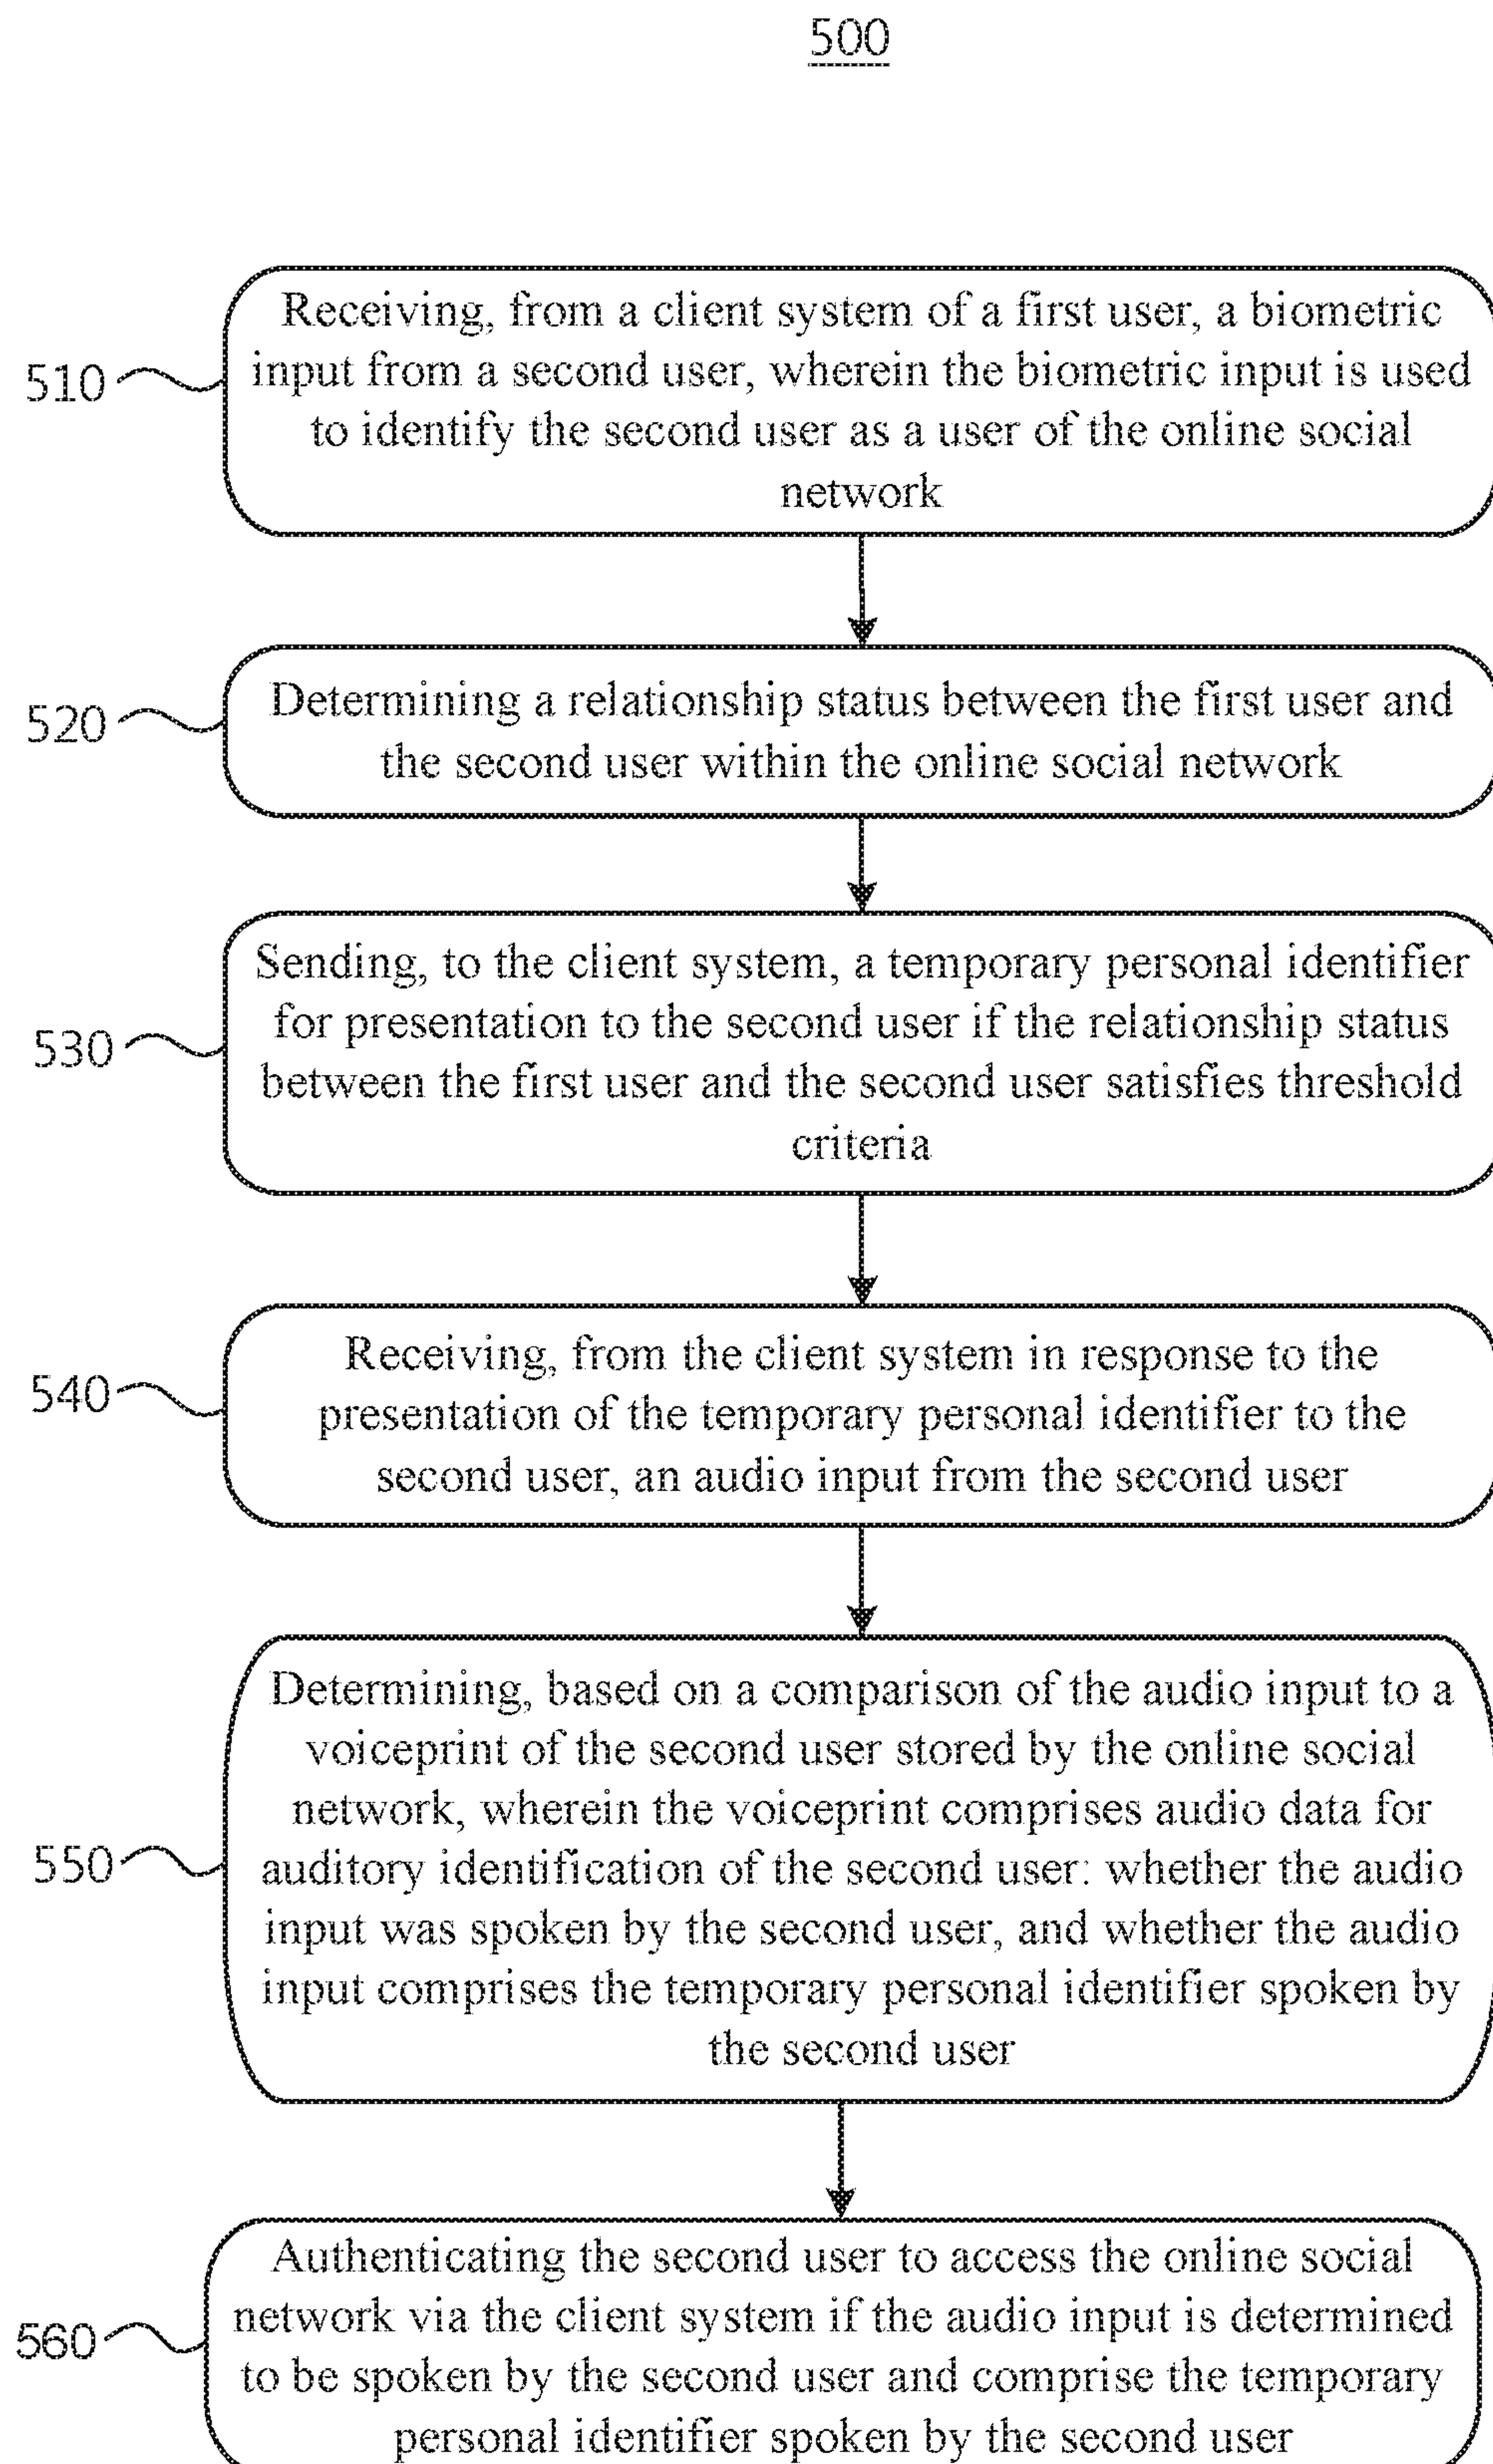 500
Receiving, from a client system of a first user, a biometric
input from a second user, wherein the biometric input is used
to identify the second user as a user of the online social
network
510
Determining a relationship status between the first user and
the second user within the online social network
520
Sending, to the client system, a temporary personal identifier
for presentation to the second user if the relationship status
between the first user and the second user satisfies threshold
criteria
530
Receiving, from the client system in response to the
presentation of the temporary personal identifier to the
second user, an audio input from the second user
540
Determining, based on a comparison of the audio input to a
voiceprint of the second user stored by the online social
network, wherein the voiceprint comprises audio data for
auditory identification of the second user: whether the audio
input was spoken by the second user, and whether the audio
input comprises the temporary personal identifier spoken by
the second user
550
Authenticating the second user to access the online social
network via the client system if the audio input is determined
to be spoken by the second user and comprise the temporary
personal identifier spoken by the second user
560